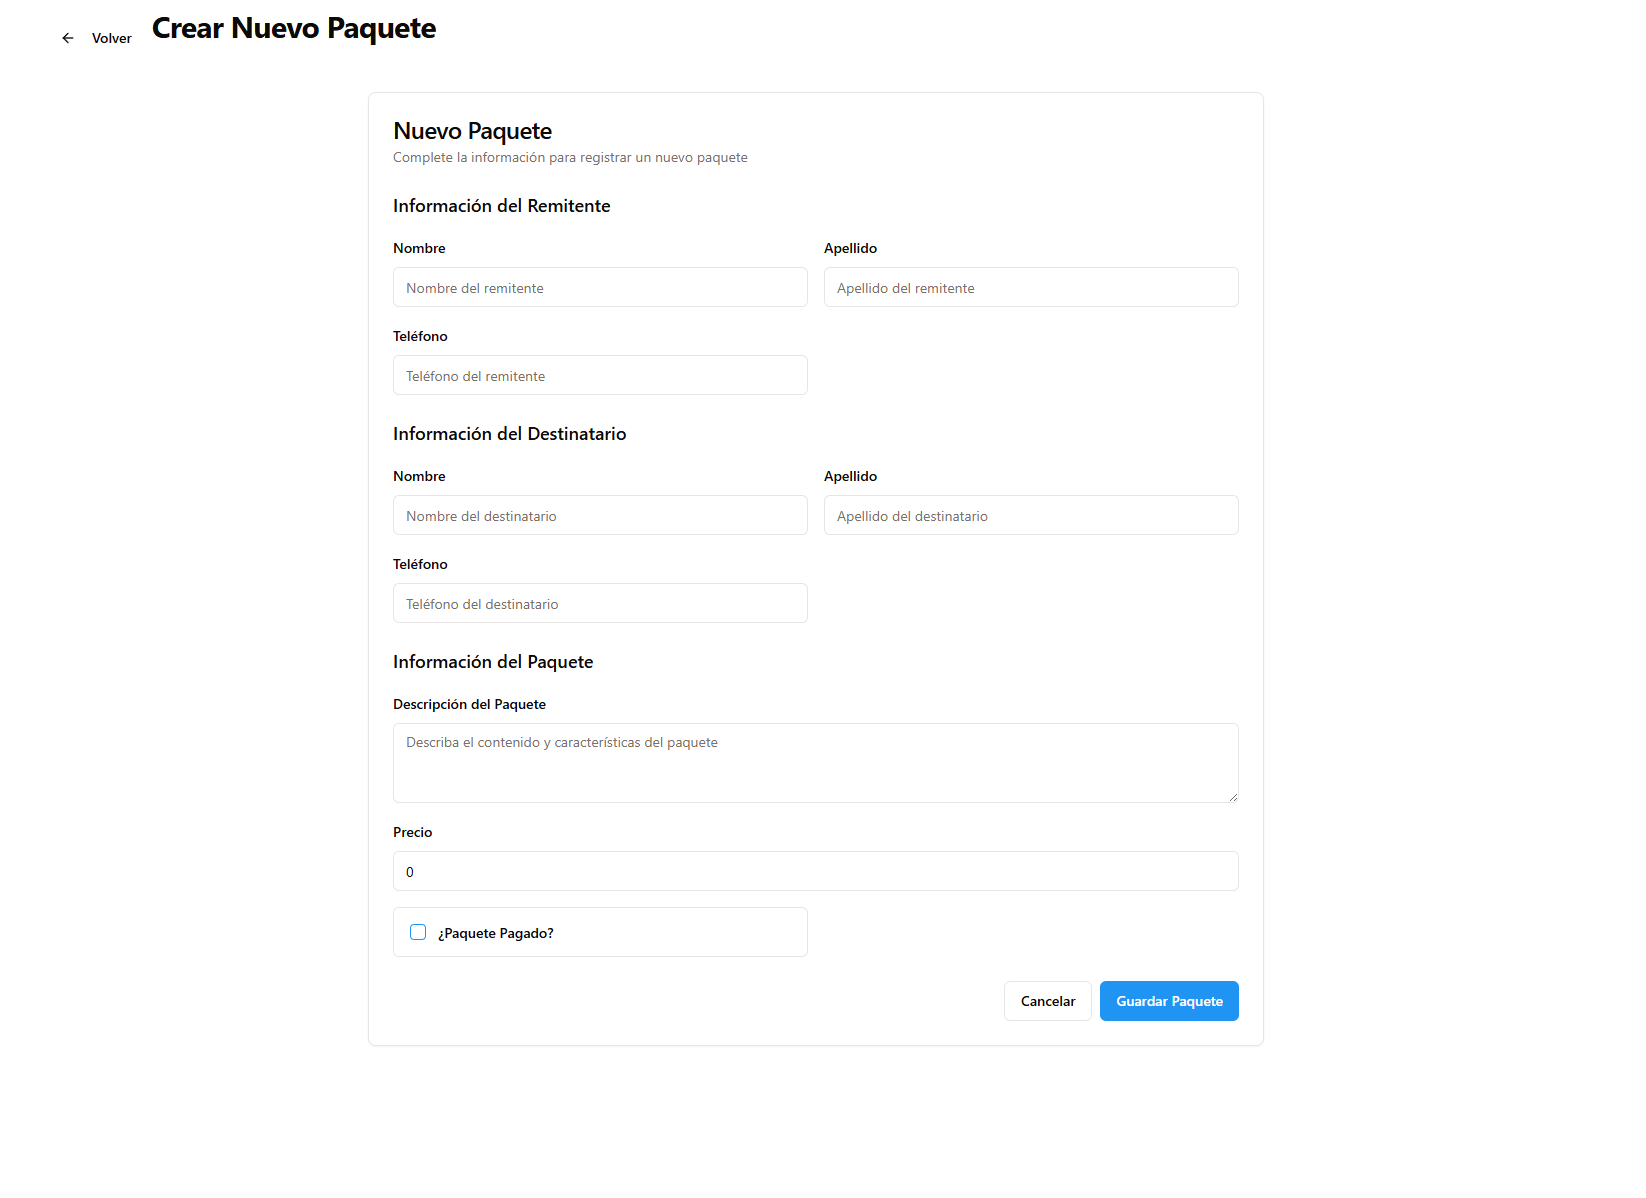 Volver
Crear Nuevo Paquete
Nuevo Paquete
Complete la información para registrar un nuevo paquete
Información del Remitente
Nombre
Apellido
Nombre del remitente
Apellido del remitente
Teléfono
Teléfono del remitente
Información del Destinatario
Nombre
Apellido
Nombre del destinatario
Apellido del destinatario
Teléfono
Teléfono del destinatario
Información del Paquete
Descripción del Paquete
Describa el contenido y características del paquete
Precio
0
¿Paquete Pagado?
Cancelar
Guardar Paquete